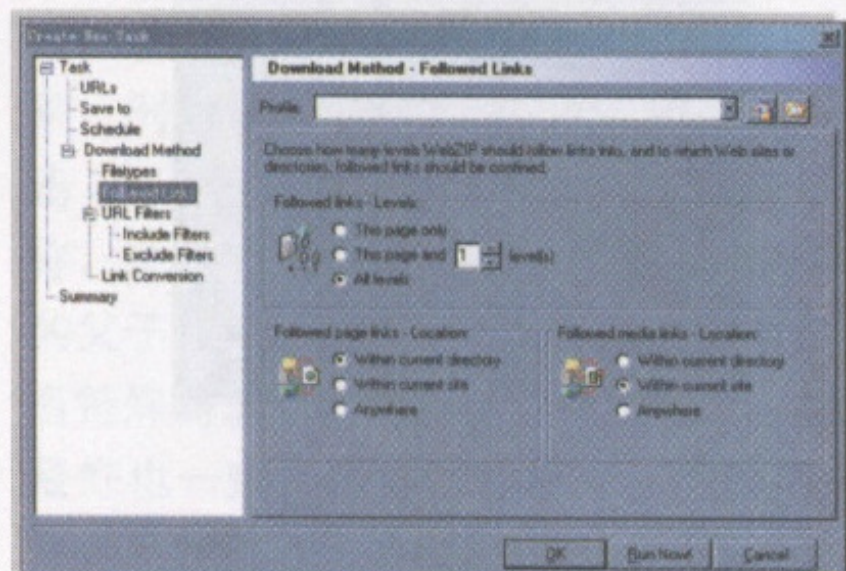 Create New Task
Task
URLs
Save to
Schedule
Download Method
Filetypes
Followed Links
URL Filters
Include Filters
Exclude Filters
Link Conversion
Summary
Download Method - Followed Links
Profile:
Choose how many levels WebZIP should follow links into, and to which Web sites or
directories, followed links should be confined.
Followed links - Levels:
This page only
This page and 1 level(s)
All levels
Followed page links - Location:
Within current directory
Within current site
Anywhere
Followed media links - Location:
Within current directory
Within current site
Anywhere
OK
Run Now!
Cancel